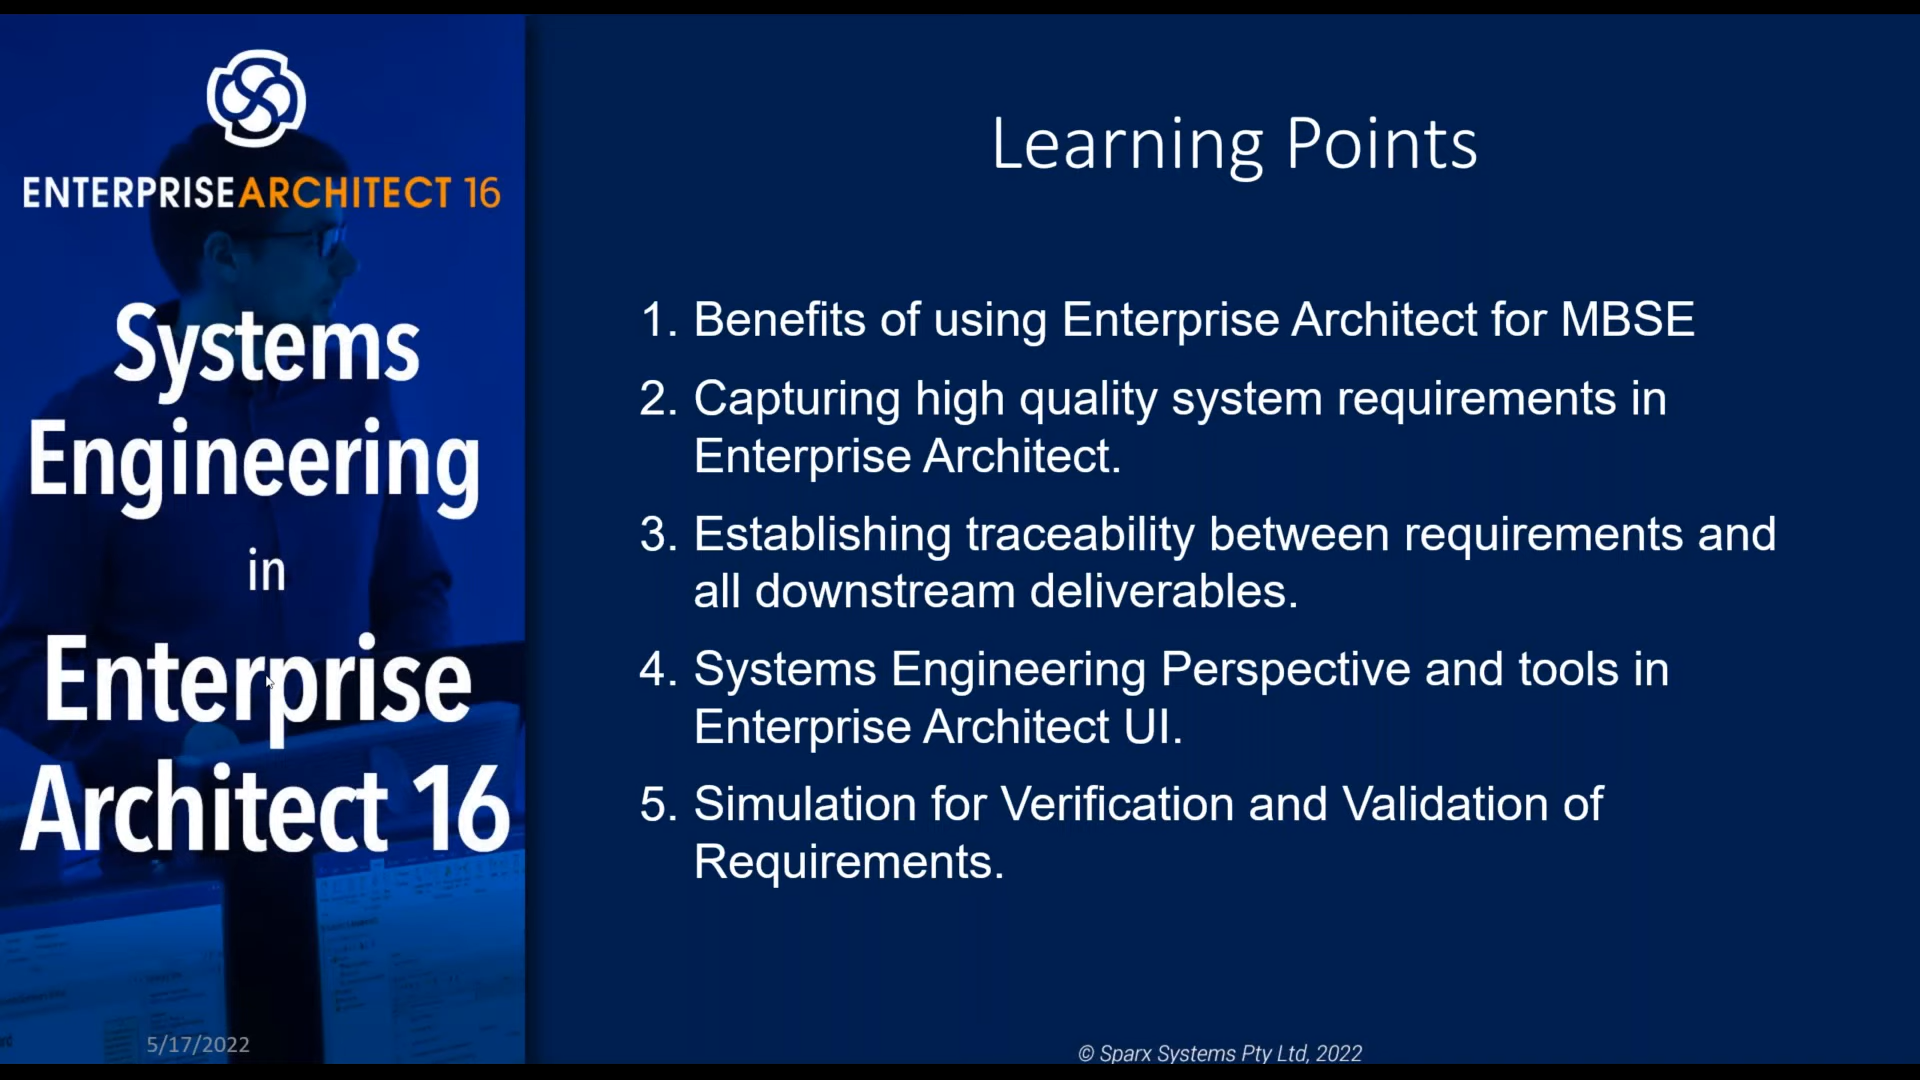 ENTERPRISEARCHITECT 16
Systems
Engineering
in
Enterprise
Architect 16
5/17/2022
Learning Points
1. Benefits of using Enterprise Architect for MBSE
2. Capturing high quality system requirements in
Enterprise Architect.
3. Establishing traceability between requirements and
all downstream deliverables.
4. Systems Engineering Perspective and tools in
Enterprise Architect UI.
5. Simulation for Verification and Validation of
Requirements.
© Sparx Systems Pty Ltd, 2022